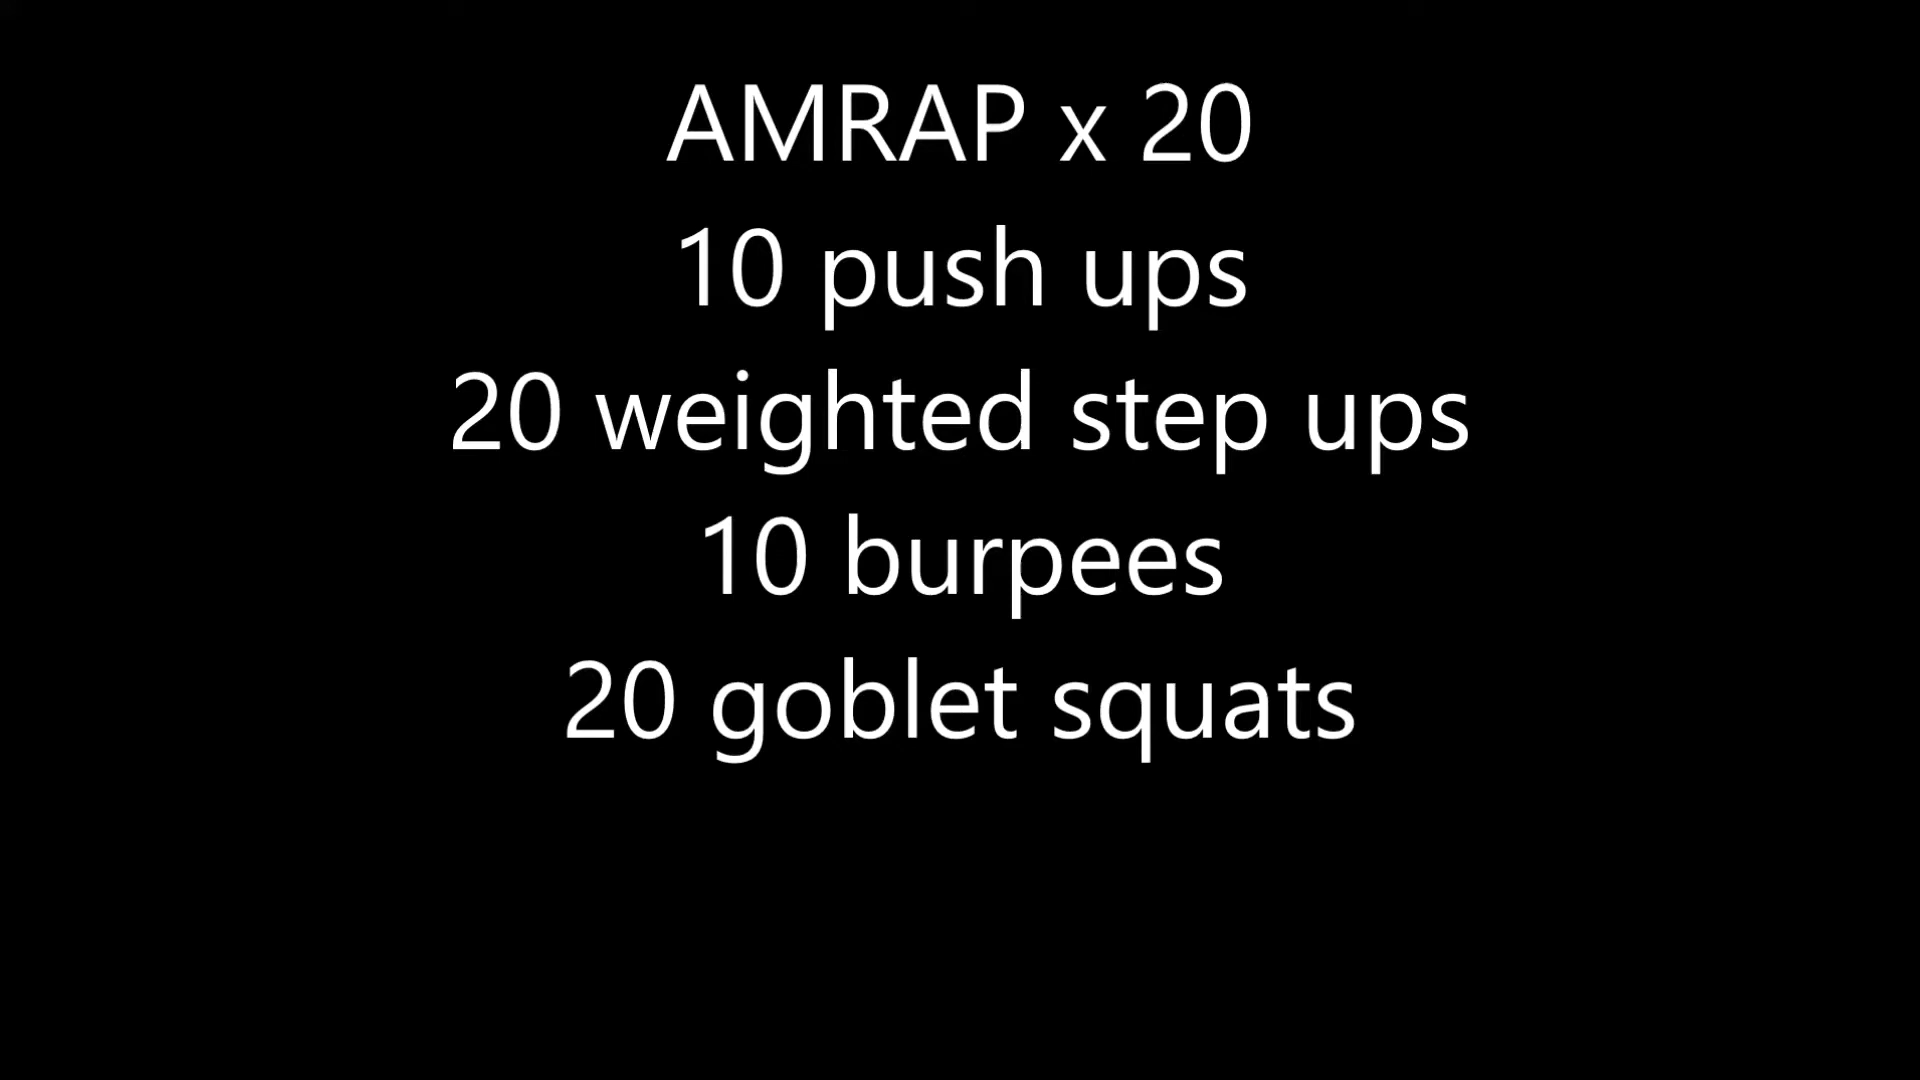 AMRAP x 20
10 push ups
20 weighted step ups
10 burpees
20 goblet squats